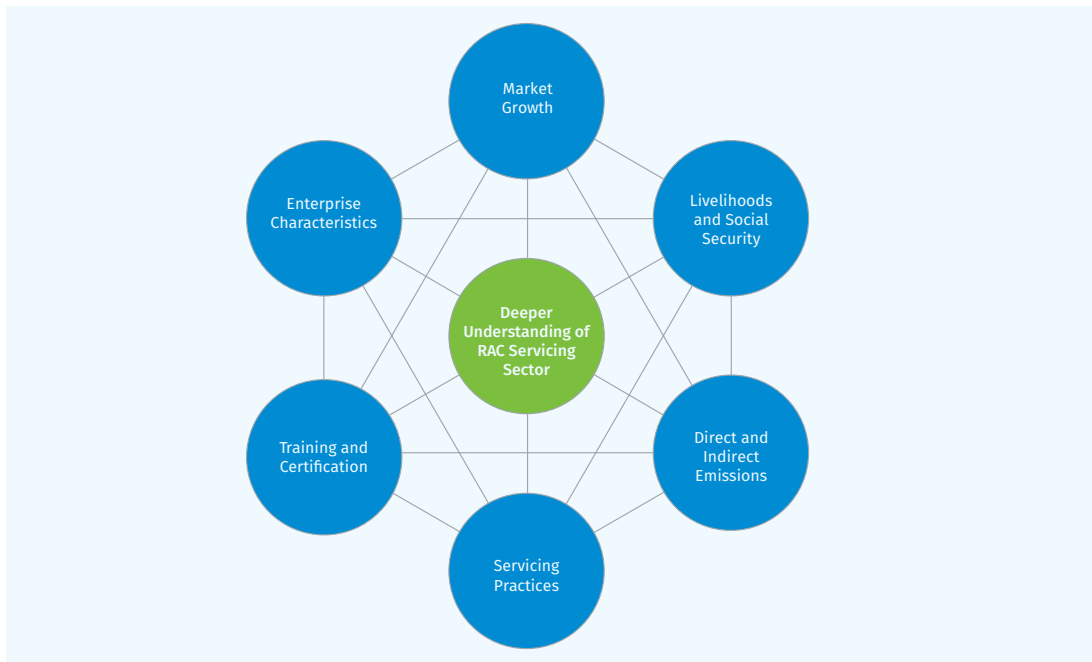 Market
Growth
Enterprise
Characteristics
Livelihoods
and Social
Security
Deeper
Understanding of
RAC Servicing
Sector
Training and
Certification
Direct and
Indirect
Emissions
Servicing
Practices